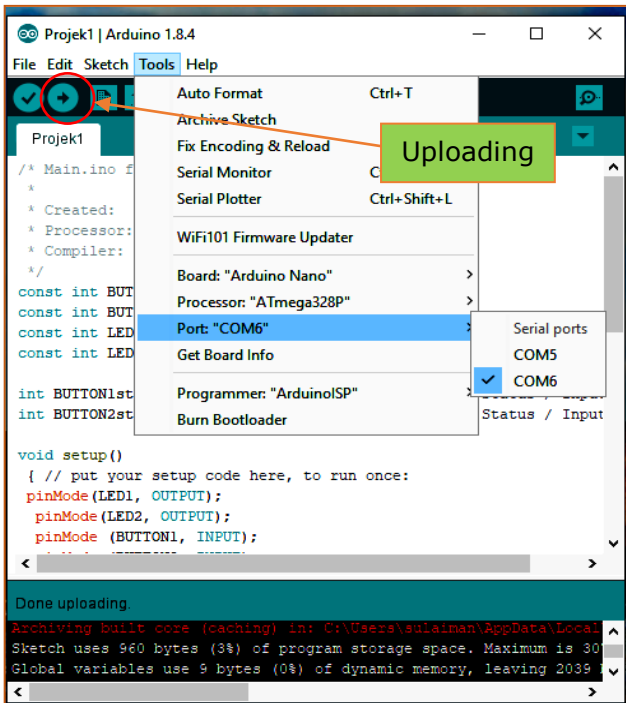 Projek1 | Arduino 1.8.4
File Edit Sketch Tools Help
Projek1
Auto Format Ctrl+T
Archive Sketch
Fix Encoding & Reload
Serial Monitor
Serial Plotter Ctrl+Shift+L
WiFi101 Firmware Updater
Board: "Arduino Nano"
Processor: "ATmega328P"
Port: "COM6"
Get Board Info
Programmer: "ArduinoISP"
Burn Bootloader
Serial ports
COM5
COM6
Uploading
/* Main.ino f
*
* Created:
* Processor:
* Compiler:
*/
const int BUT
const int BUT
const int LED
const int LED
int BUTTON1st
int BUTTON2st Status / Input
void setup()
{ // put your setup code here, to run once:
pinMode(LED1, OUTPUT);
pinMode(LED2, OUTPUT);
pinMode (BUTTON1, INPUT);
Done uploading.
Archiving built core (caching) in: C:\Users\sulaiman\AppData\Local
Sketch uses 960 bytes (3%) of program storage space. Maximum is 307
Global variables use 9 bytes (0%) of dynamic memory, leaving 2039